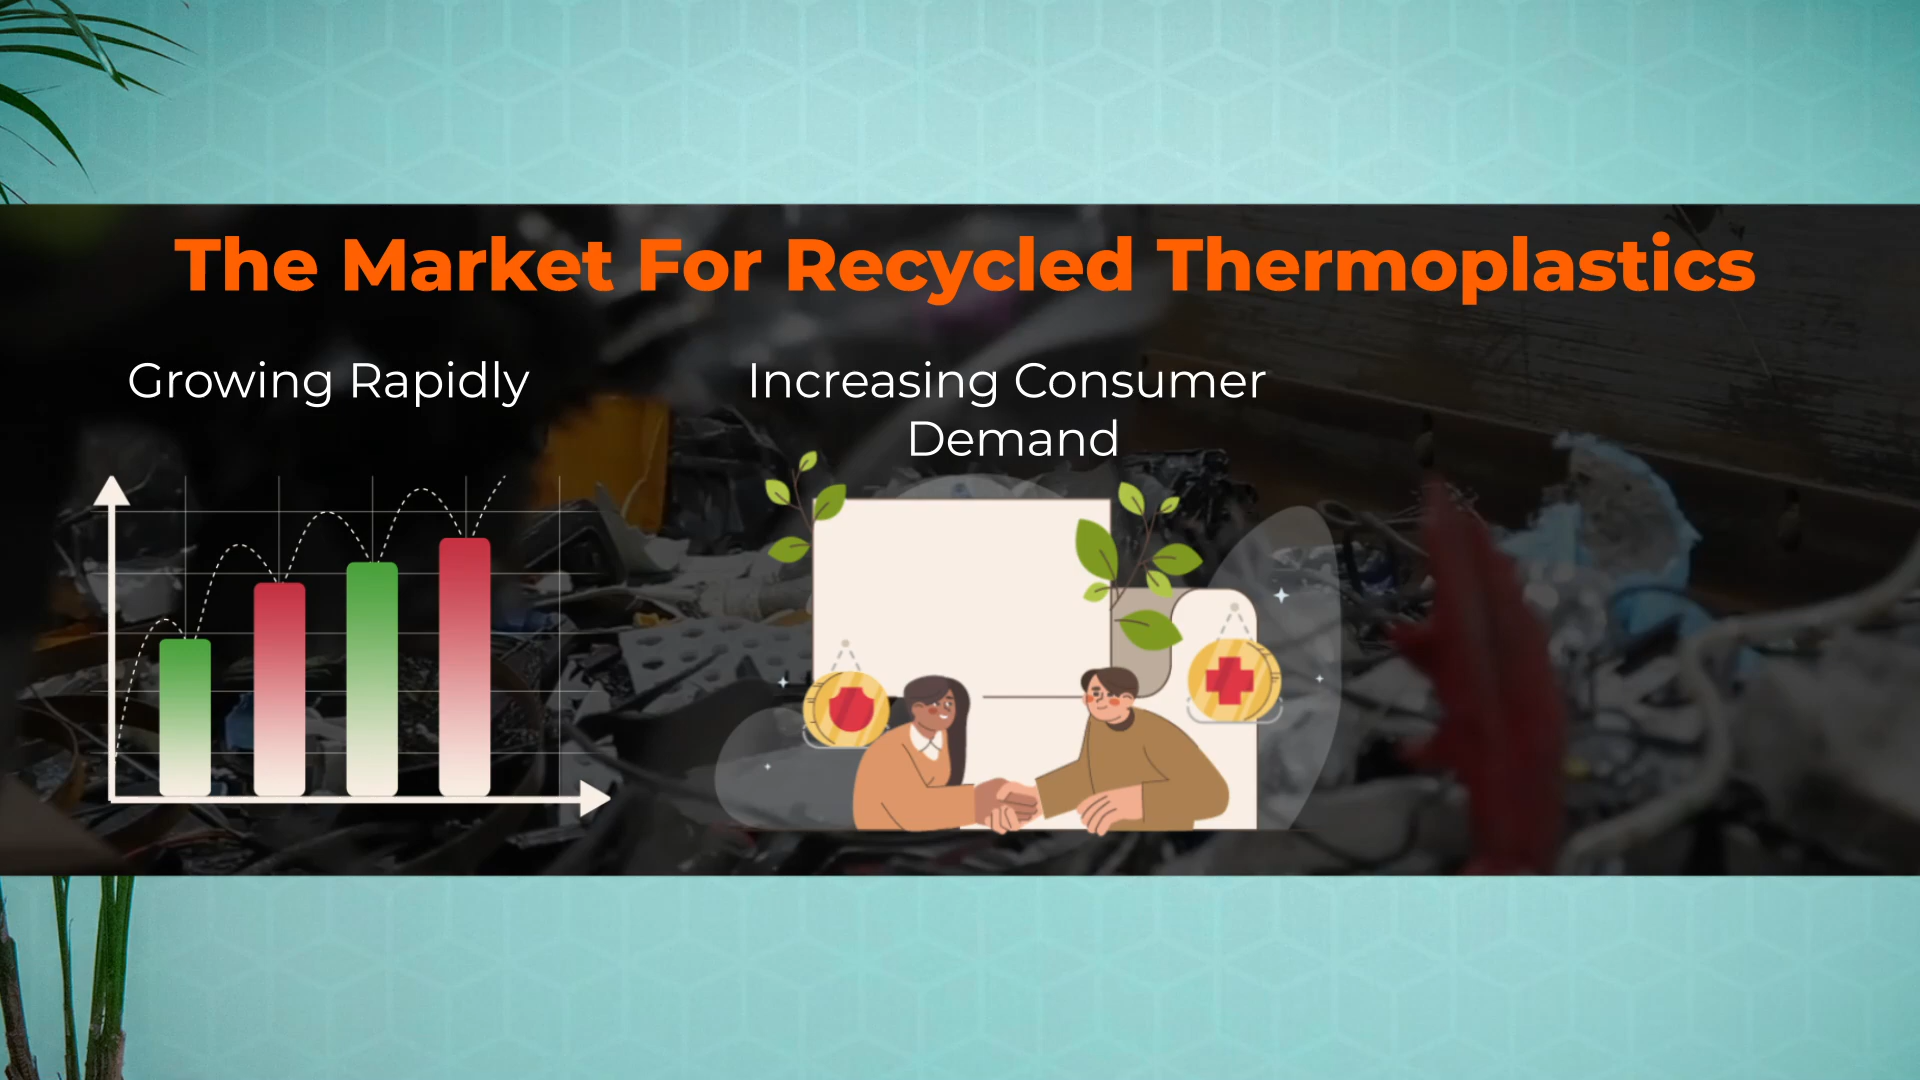 The Market For Recycled Thermoplastics
Growing Rapidly
Increasing Consumer
Demand